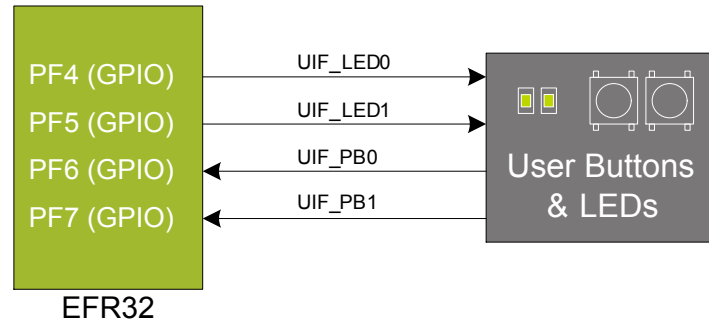 PF4 (GPIO)
PF5 (GPIO)
PF6 (GPIO)
PF7 (GPIO)
EFR32
UIF_LED0
UIF_LED1
UIF_PB0
UIF_PB1
User Buttons
& LEDs